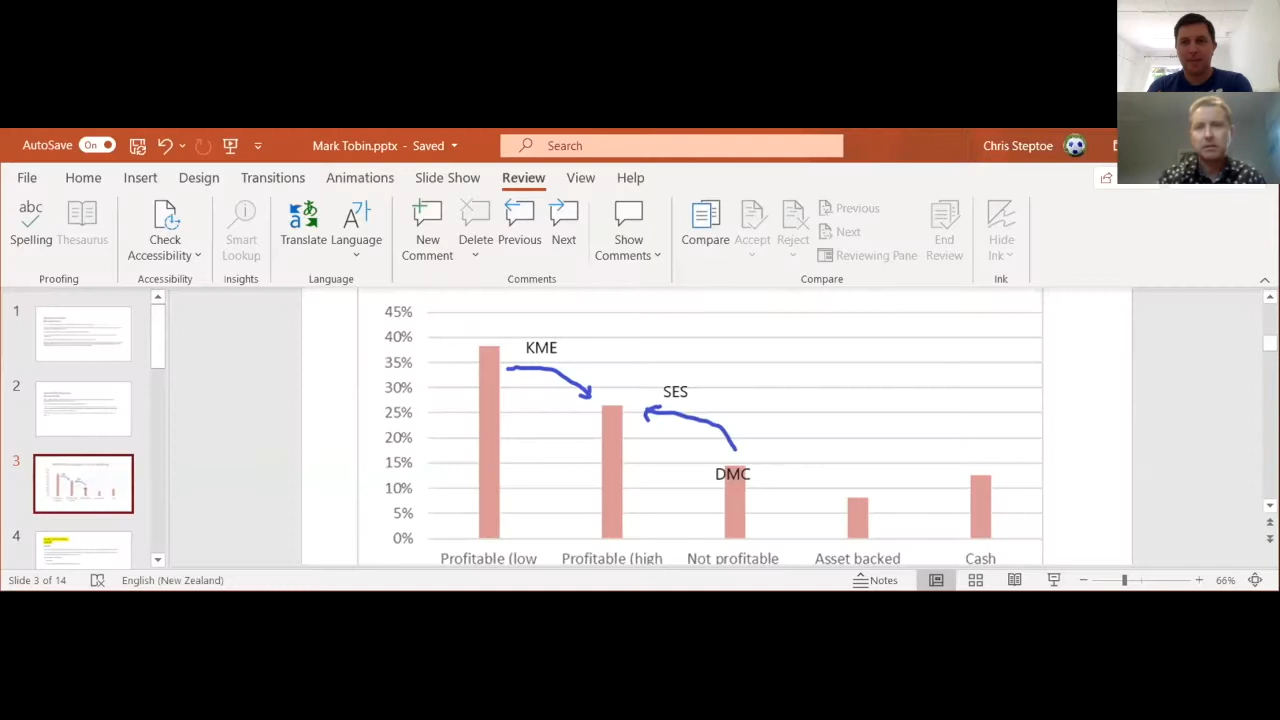 AutoSave On Mark Tobin.pptx - Saved Search Chris Steptoe
File Home Insert Design Transitions Animations Slide Show Review View Help
abc
Spelling Thesaurus Check Accessibility Smart Lookup Translate Language New Comment Delete Previous Next Show Comments Compare Accept Reject Previous Next Reviewing Pane End Review Hide Ink
Proofing Accessibility Insights Language Comments Compare Ink
1
2
3
4
45%
40%
35%
30%
25%
20%
15%
10%
5%
0%
KME
SES
DMC
Profitable (low Profitable (high Not profitable Asset backed Cash
Slide 3 of 14 English (New Zealand) Notes 66%